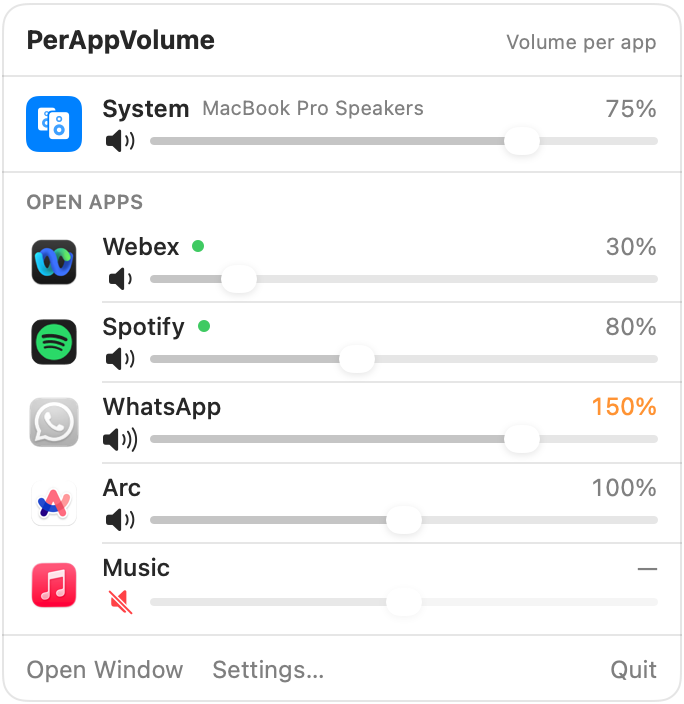 PerAppVolume Volume per app
System MacBook Pro Speakers 75%
OPEN APPS
Webex 30%
Spotify 80%
WhatsApp 150%
Arc 100%
Music —
Open Window Settings... Quit